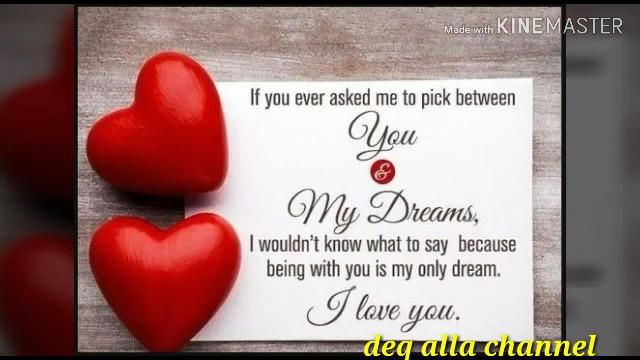 Made with KINEMASTER
If you ever asked me to pick between
You
&
My Dreams,
I wouldn't know what to say because
being with you is my only dream.
I love you.
deq alla channel